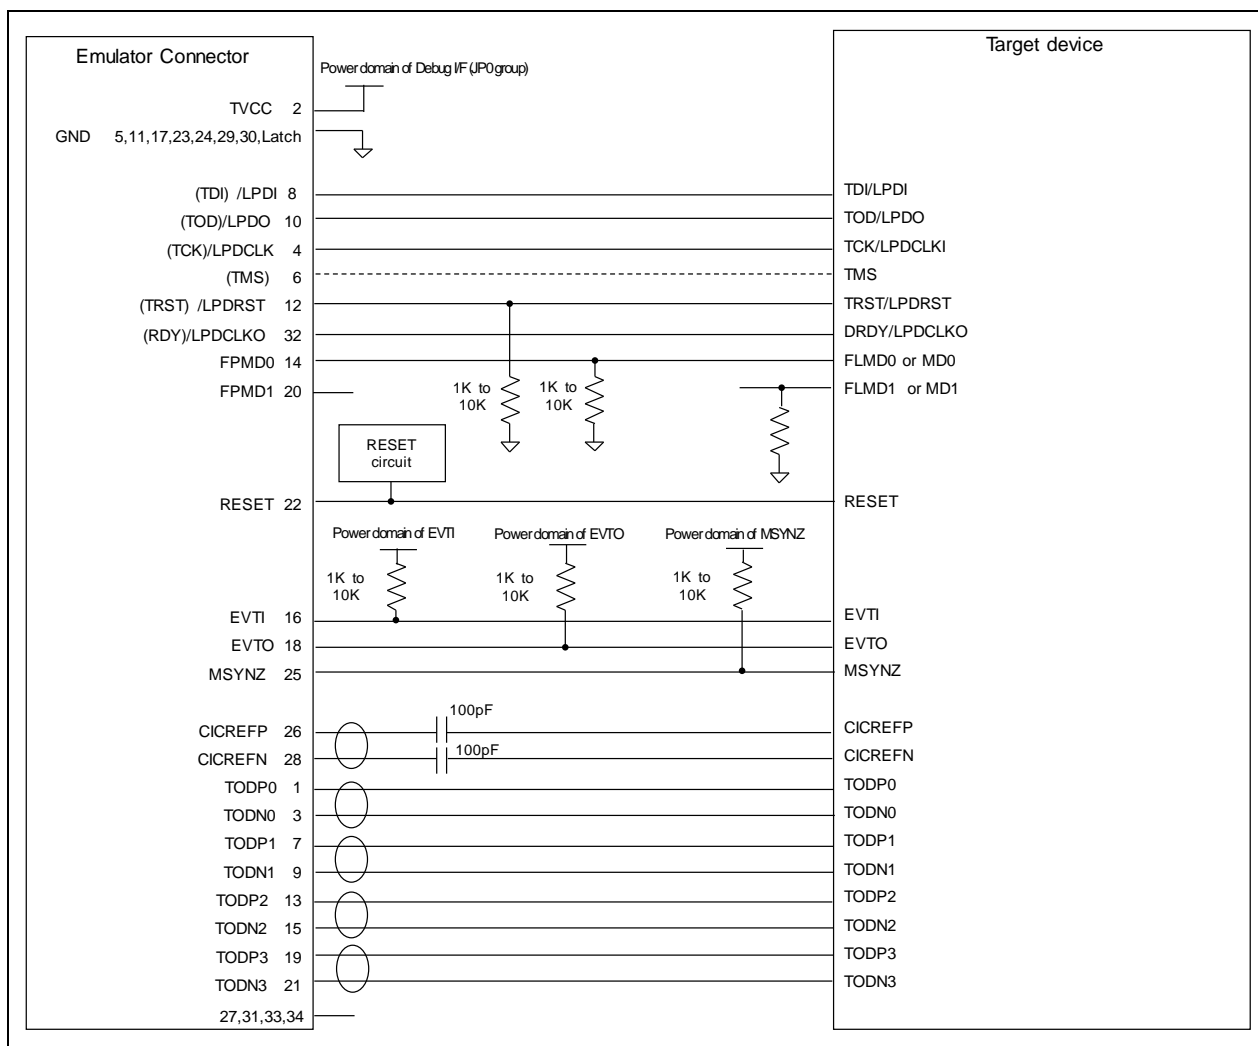 Emulator Connector
Target device
Power domain of Debug I/F (JP0 group)
TVCC 2
GND 5,11,17,23,24,29,30,Latch
(TDI) /LPDI 8
TDI/LPDI
(TOD)/LPDO 10
TOD/LPDO
(TCK)/LPDCLK 4
TCK/LPDCLKI
(TMS) 6
TMS
(TRST) /LPDRST 12
TRST/LPDRST
(RDY)/LPDCLKO 32
DRDY/LPDCLKO
FPMD0 14
FLMD0 or MD0
FPMD1 20
FLMD1 or MD1
1K to
10K
1K to
10K
RESET
circuit
RESET 22
RESET
Power domain of EVTI
Power domain of EVTO
Power domain of MSYNZ
1K to
10K
1K to
10K
1K to
10K
EVTI 16
EVTI
EVTO 18
EVTO
MSYNZ 25
MSYNZ
100pF
CICREFP 26
CICREFP
100pF
CICREFN 28
CICREFN
TODP0 1
TODP0
TODN0 3
TODN0
TODP1 7
TODP1
TODN1 9
TODN1
TODP2 13
TODP2
TODN2 15
TODN2
TODP3 19
TODP3
TODN3 21
TODN3
27,31,33,34